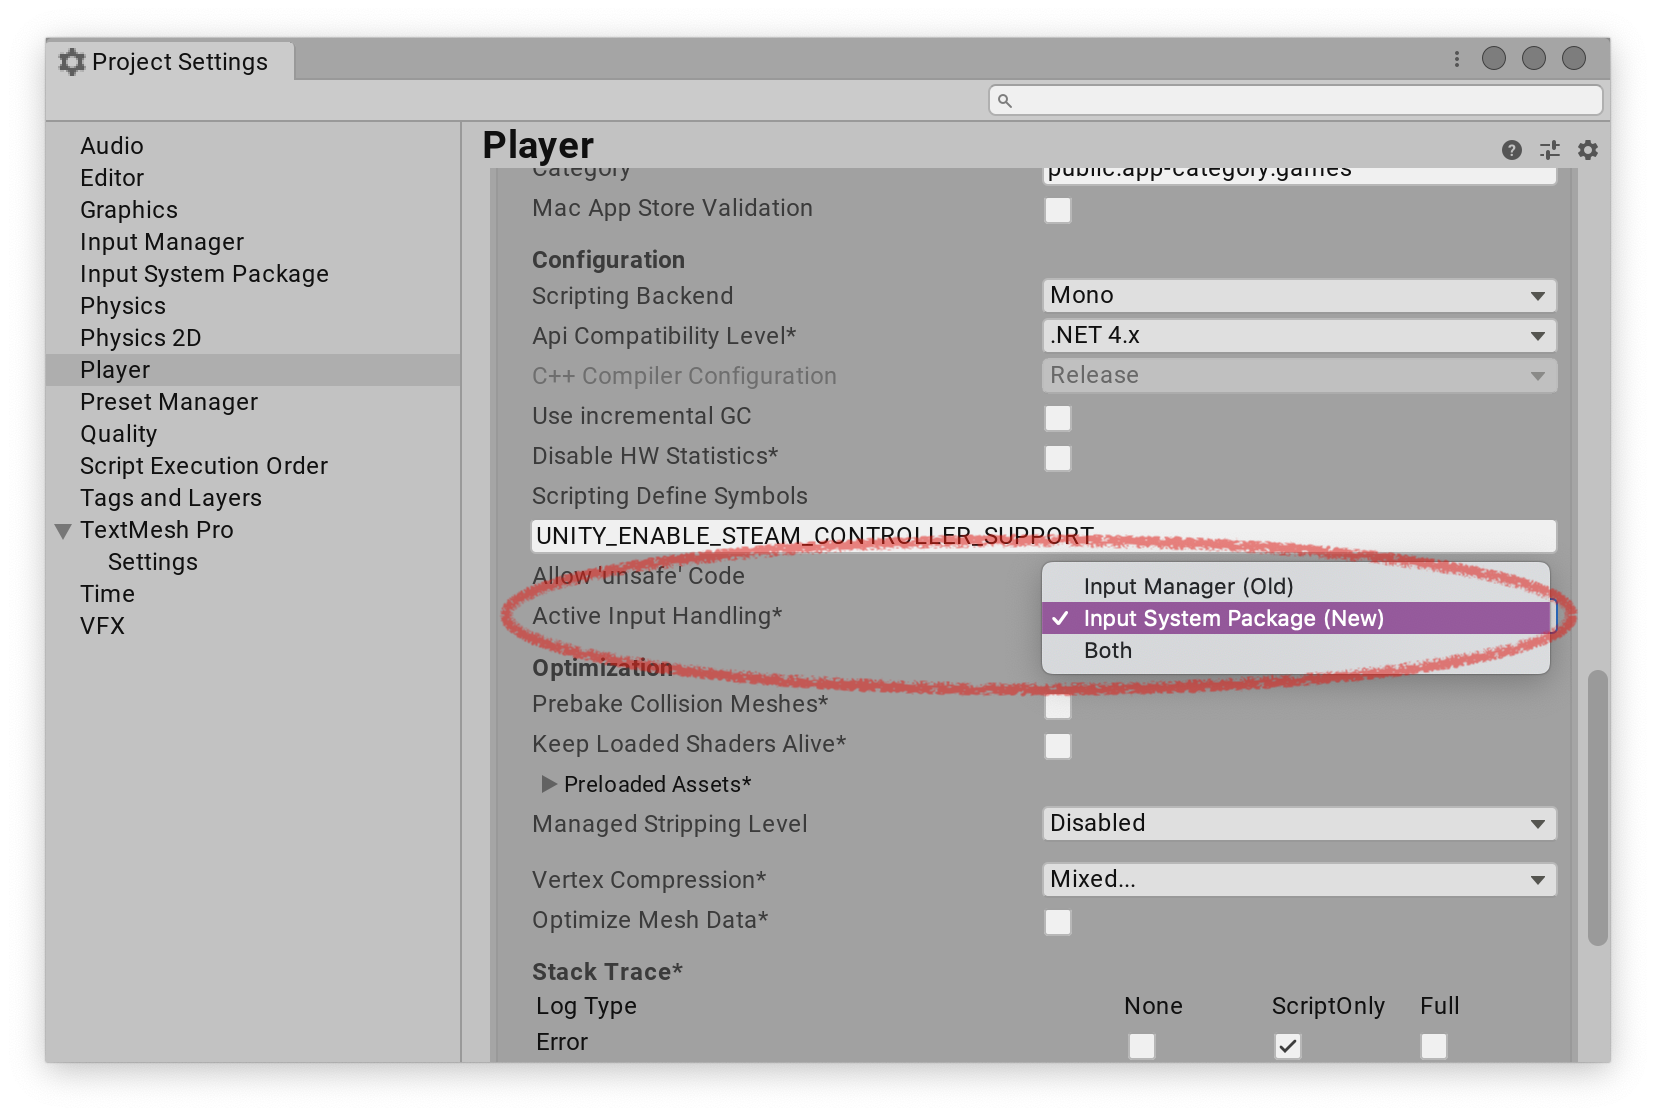 Project Settings
Audio
Editor
Graphics
Input Manager
Input System Package
Physics
Physics 2D
Player
Preset Manager
Quality
Script Execution Order
Tags and Layers
TextMesh Pro
Settings
Time
VFX
Player
Category public.app-category.games
Mac App Store Validation
Configuration
Scripting Backend Mono
Api Compatibility Level* .NET 4.x
C++ Compiler Configuration Release
Use incremental GC
Disable HW Statistics*
Scripting Define Symbols
UNITY_ENABLE_STEAM_CONTROLLER_SUPPORT
Allow 'unsafe' Code
Input Manager (Old)
Active Input Handling* Input System Package (New)
Both
Optimization
Prebake Collision Meshes*
Keep Loaded Shaders Alive*
Preloaded Assets*
Managed Stripping Level Disabled
Vertex Compression* Mixed...
Optimize Mesh Data*
Stack Trace*
Log Type None ScriptOnly Full
Error